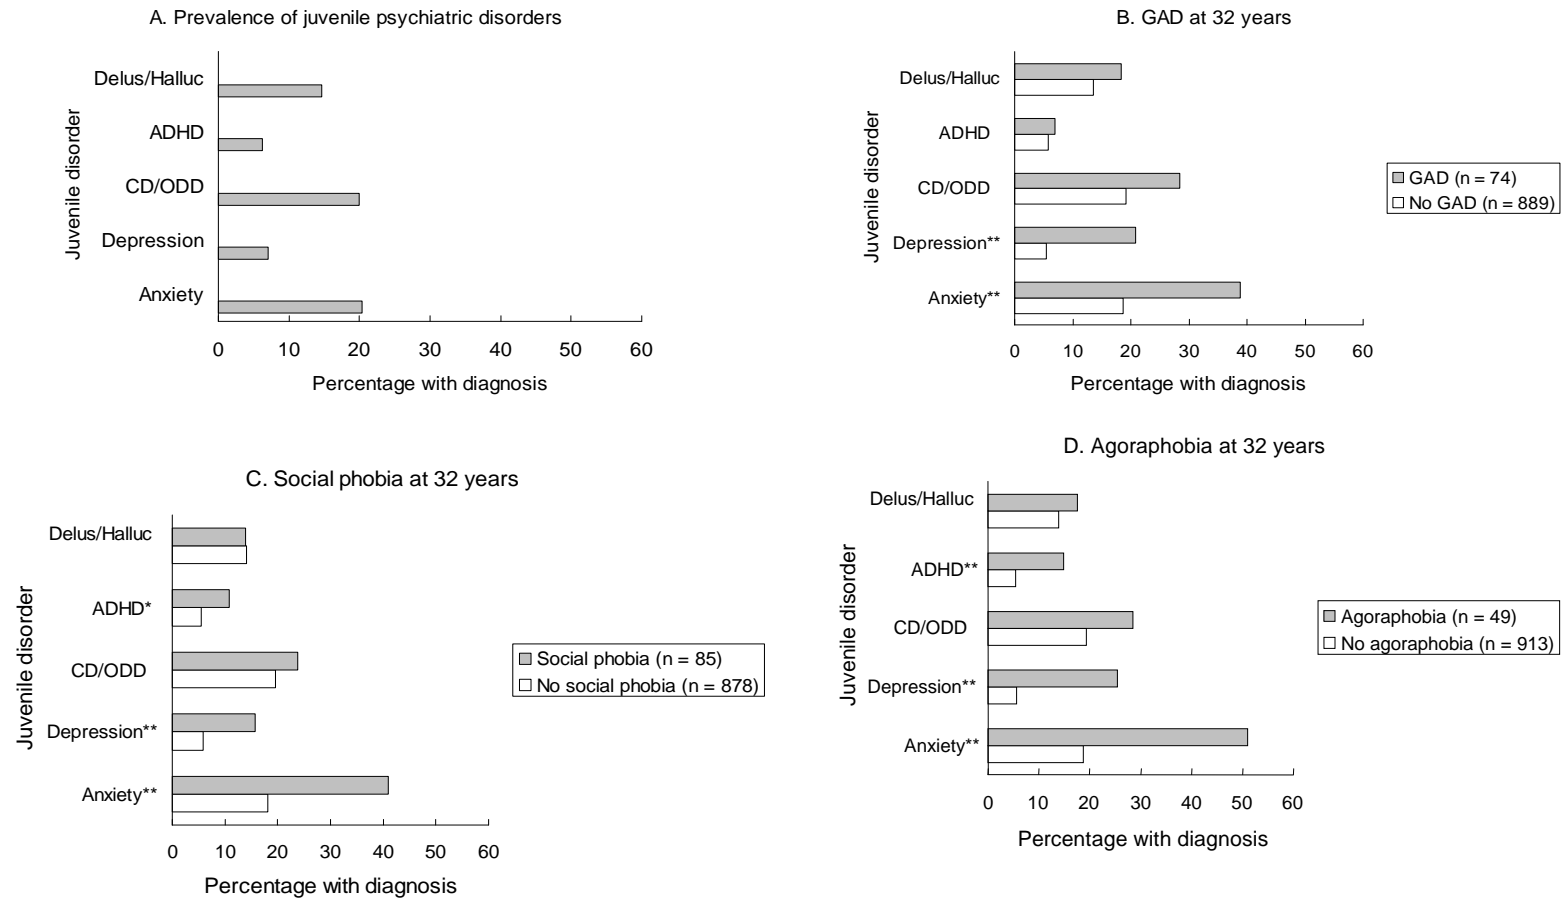 A. Prevalence of juvenile psychiatric disorders
Juvenile disorder
Delus/Halluc
ADHD
CD/ODD
Depression
Anxiety
0 10 20 30 40 50 60
Percentage with diagnosis
B. GAD at 32 years
Juvenile disorder
Delus/Halluc
ADHD
CD/ODD
Depression**
Anxiety**
0 10 20 30 40 50 60
Percentage with diagnosis
GAD (n = 74)
No GAD (n = 889)
C. Social phobia at 32 years
Juvenile disorder
Delus/Halluc
ADHD*
CD/ODD
Depression**
Anxiety**
0 10 20 30 40 50 60
Percentage with diagnosis
Social phobia (n = 85)
No social phobia (n = 878)
D. Agoraphobia at 32 years
Juvenile disorder
Delus/Halluc
ADHD**
CD/ODD
Depression**
Anxiety**
0 10 20 30 40 50 60
Percentage with diagnosis
Agoraphobia (n = 49)
No agoraphobia (n = 913)